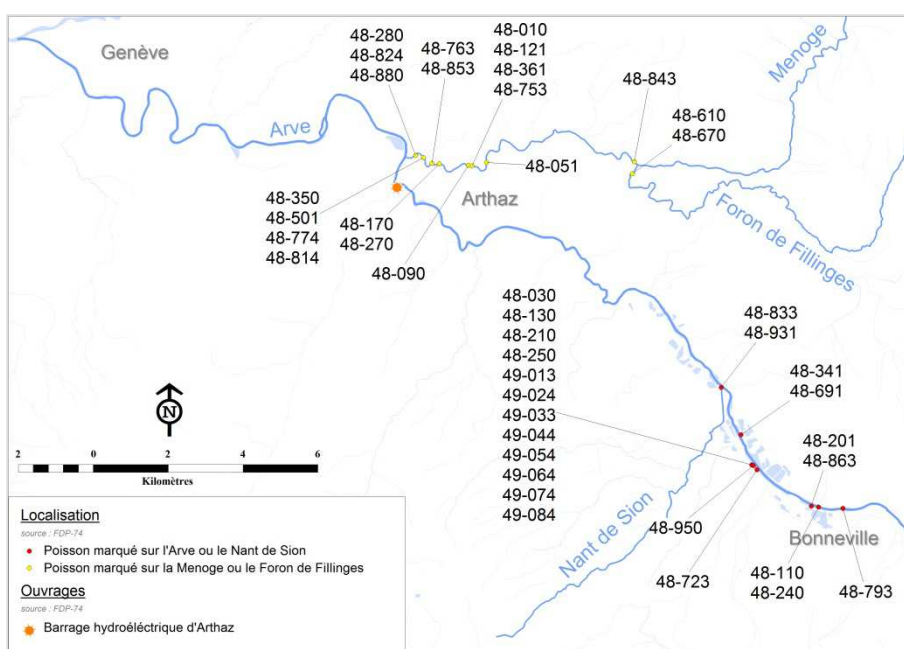 Genève
Arve
48-280
48-824
48-880
48-763
48-853
48-010
48-121
48-361
48-753
48-843
48-610
48-670
Menoge
48-051
Arthaz
Foron de Fillinges
48-350
48-501
48-774
48-814
48-170
48-270
48-090
48-030
48-130
48-210
48-250
49-013
49-024
49-033
49-044
49-054
49-064
49-074
49-084
48-833
48-931
48-341
48-691
48-201
48-863
48-950
48-723
48-110
48-240
48-793
Bonneville
Nant de Sion
N
2 0 2 4 6
Kilomètres
Localisation
source : FDP-74
Poisson marqué sur l'Arve ou le Nant de Sion
Poisson marqué sur la Menoge ou le Foron de Fillinges
Ouvrages
source : FDP-74
Barrage hydroéléctrique d'Arthaz